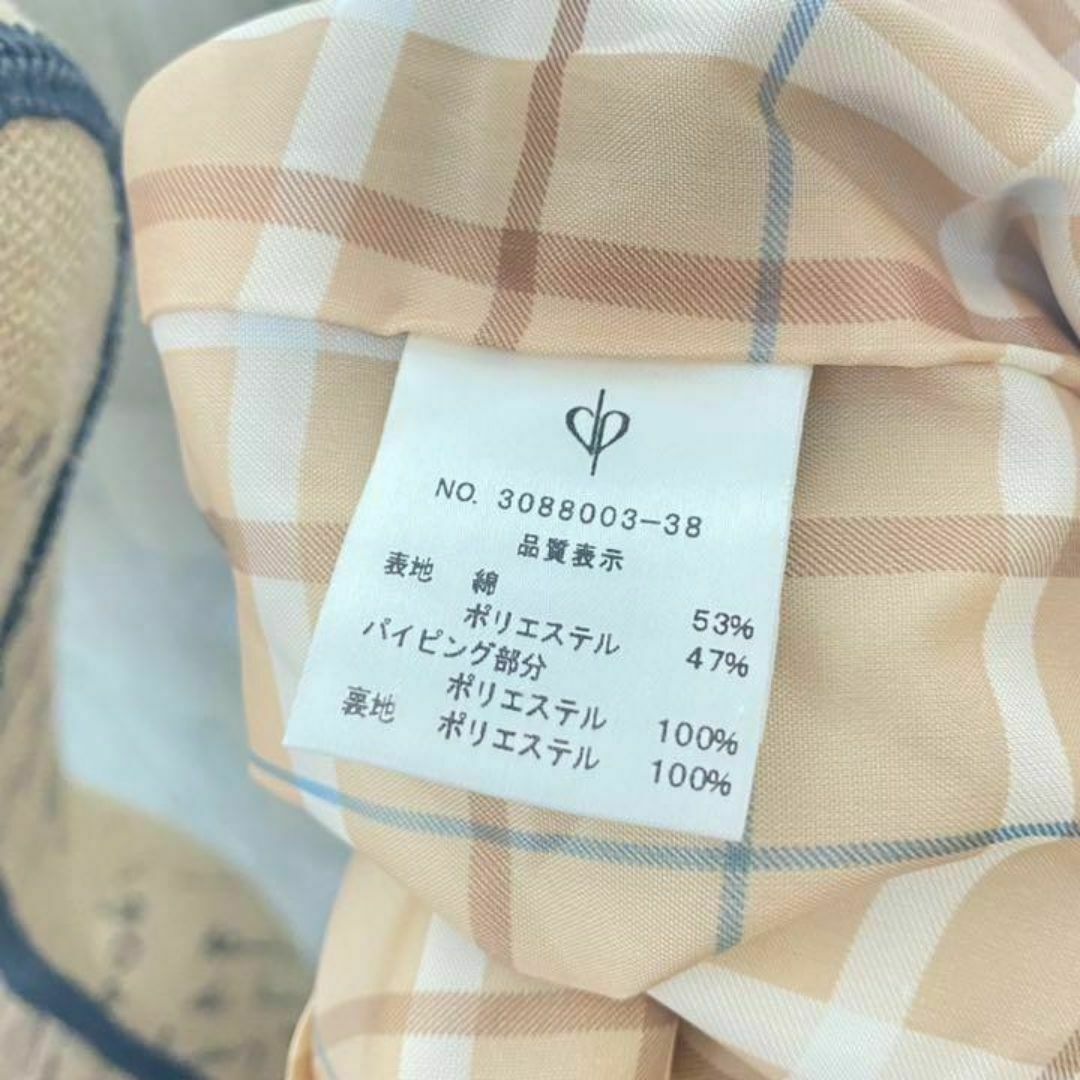 NO. 3088003-38
品質表示
表地 綿 53%
ポリエステル 47%
パイピング部分
ポリエステル 100%
裏地 ポリエステル 100%